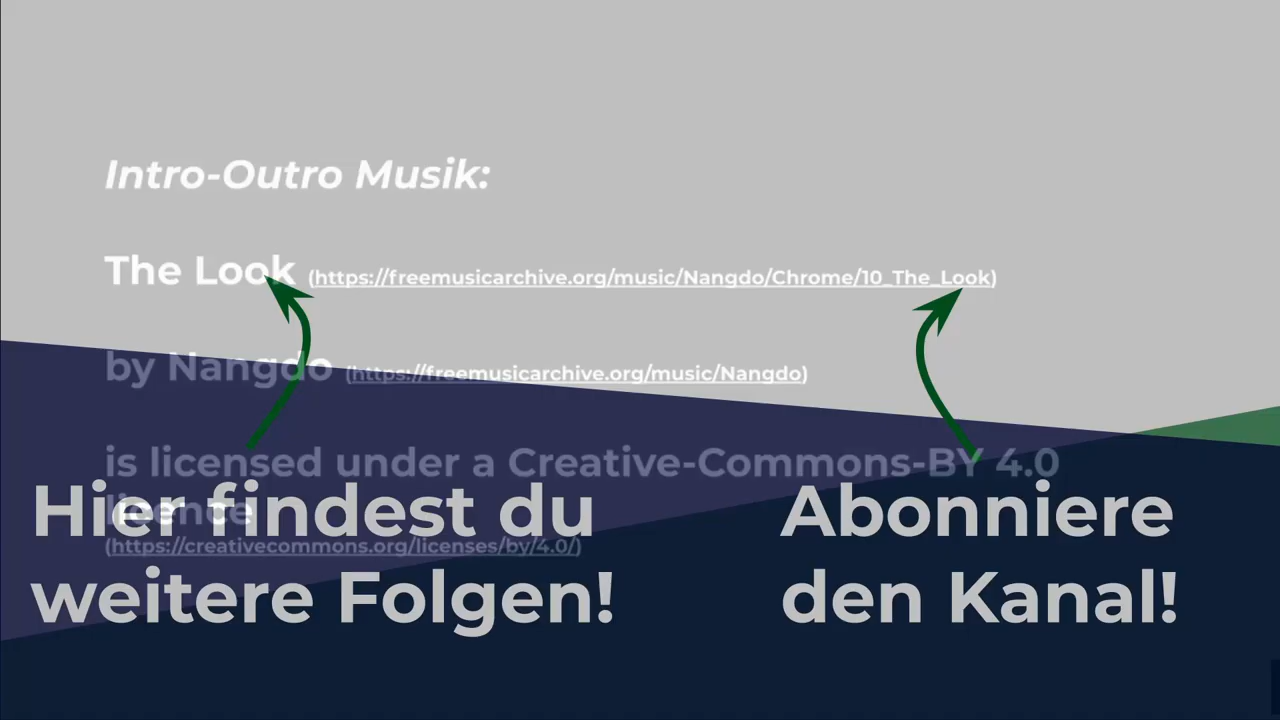 Intro-Outro Musik:
The Look (https://freemusicarchive.org/music/Nangdo/Chrome/10_The_Look)
by Nangdo (https://freemusicarchive.org/music/Nangdo)
is licensed under a Creative-Commons-BY 4.0
licence
(https://creativecommons.org/licenses/by/4.0/)
Hier findest du
weitere Folgen!
Abonniere
den Kanal!